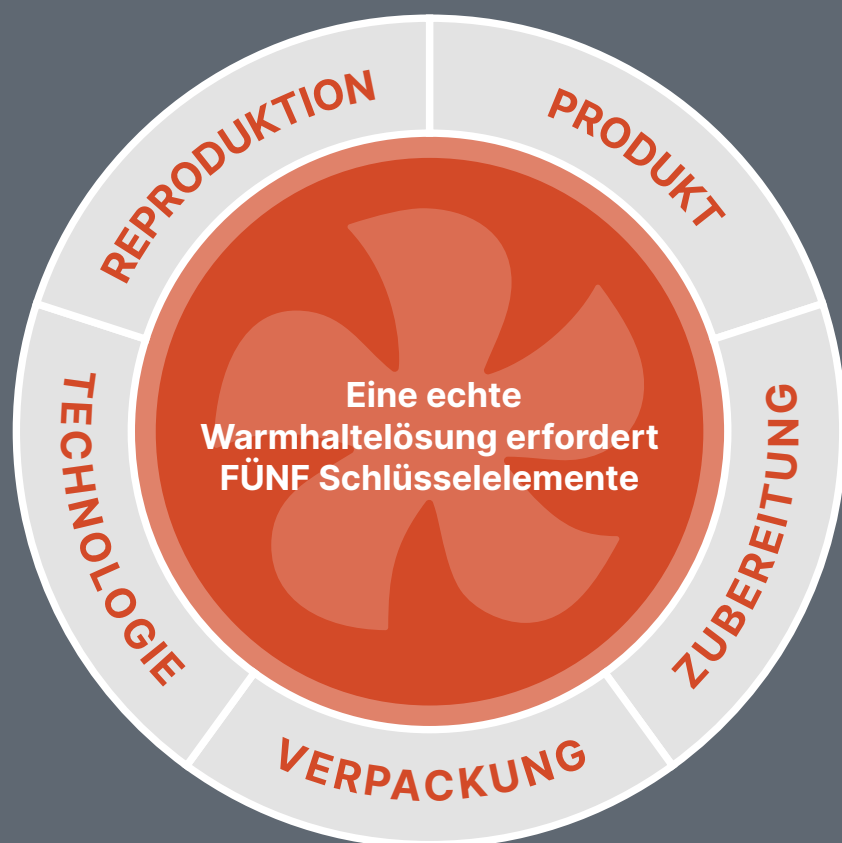 REPRODUKTION
PRODUKT
TECHNOLOGIE
Eine echte
Warmhaltelösung erfordert
FÜNF Schlüsselelemente
ZUBEREITUNG
VERPACKUNG